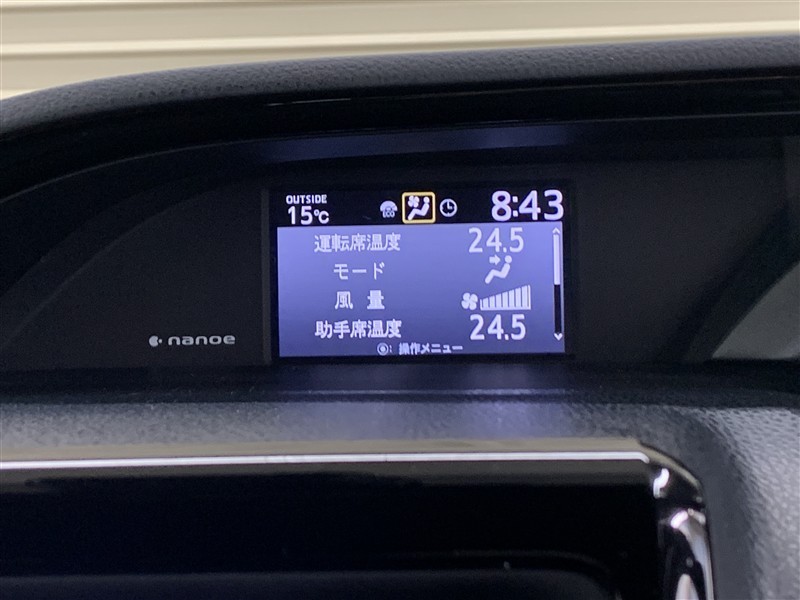 OUTSIDE
15℃
ECO
8:43
運転席温度 24.5
モード
風 量
助手席温度 24.5
: 操作メニュー
nanoe